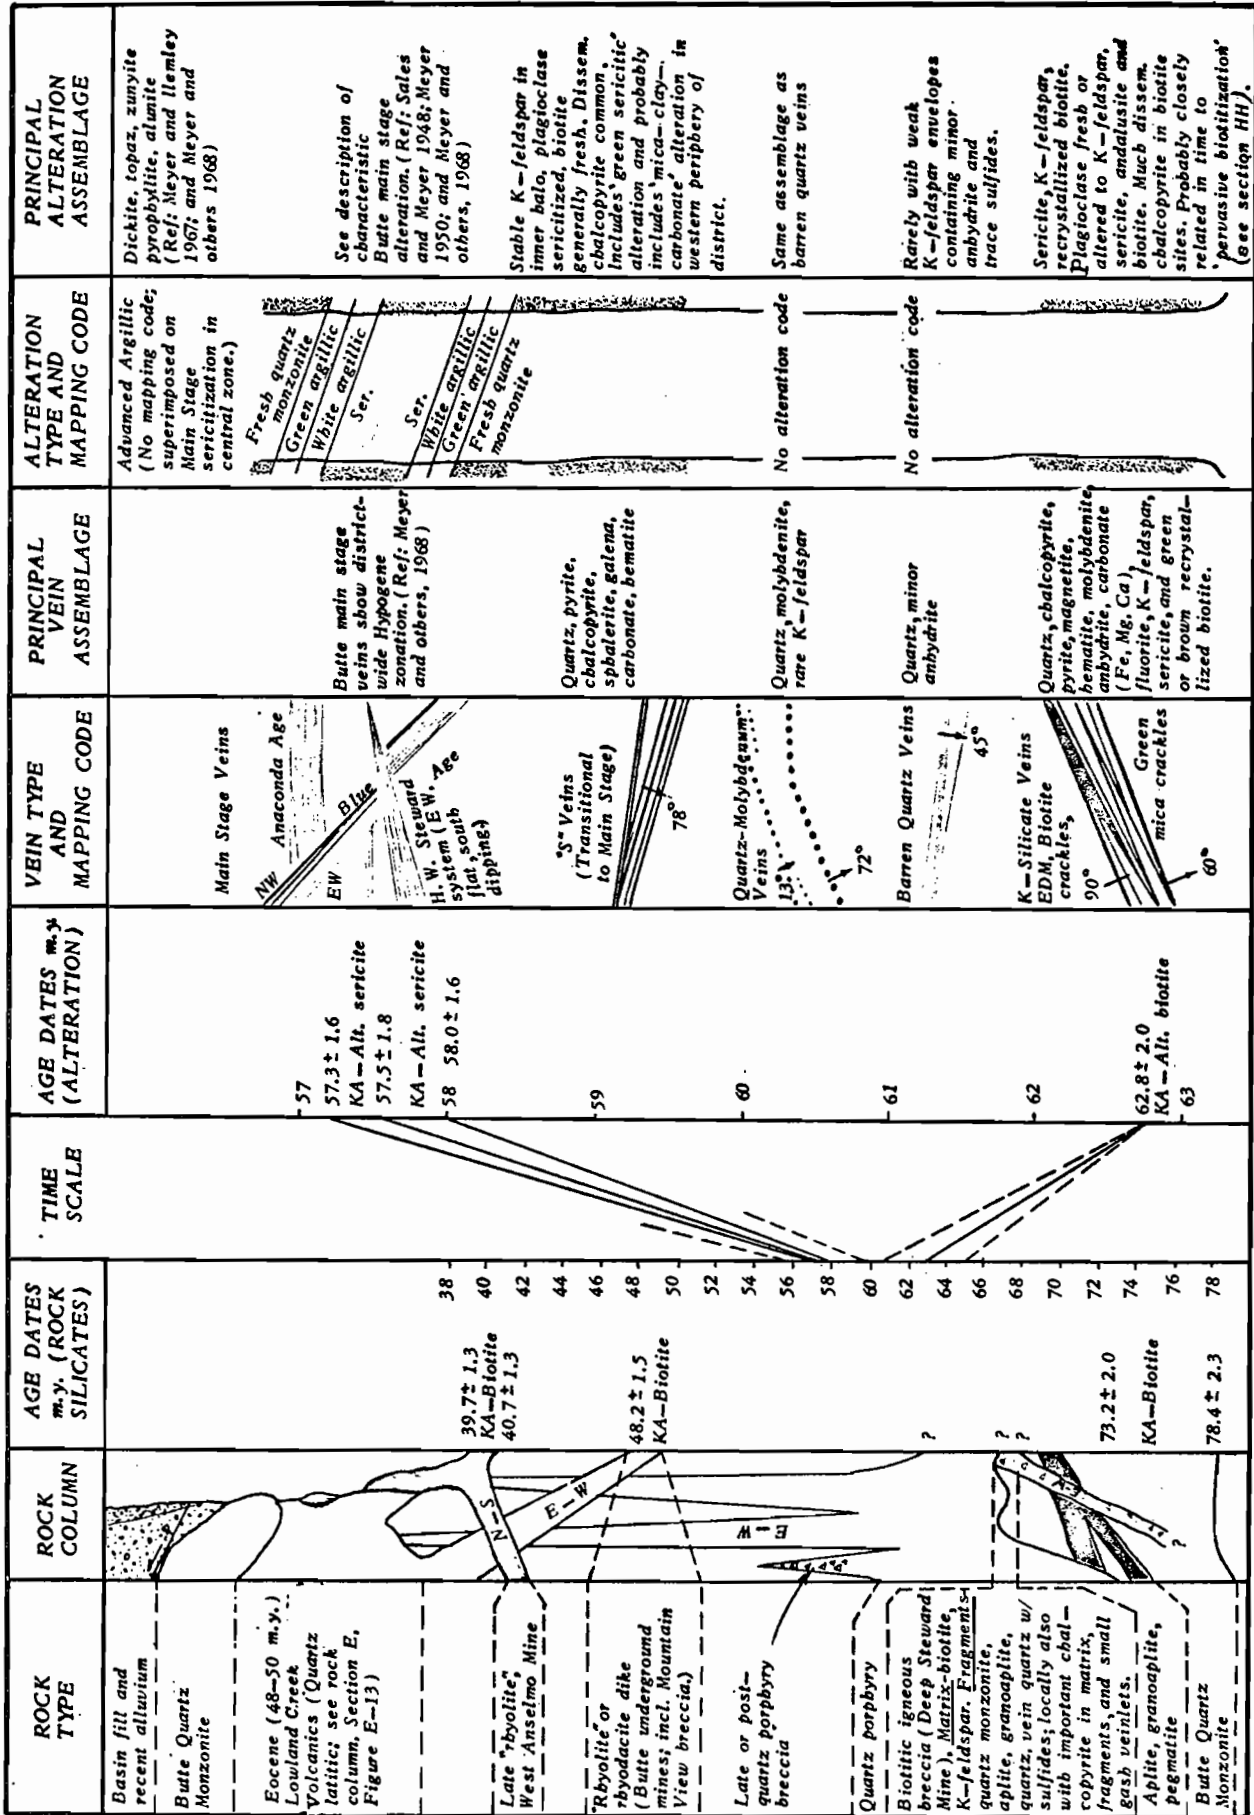 ROCK
TYPE
Basin fill and
recent alluvium
Butte Quartz
Monzonite
Eocene (48-50 m.y.)
Lowland Creek
Volcanics (Quartz
latitic; see rock
column, Section E,
Figure E-13)
Late "rhyolite",
West Anselmo Mine
"Rhyolite" or
rhyodacite dike
(Butte underground
mines; incl. Mountain
View breccia)
Late or post-
quartz porphyry
breccia
Quartz porphyry
Biotitic igneous
breccia (Deep Steward
Mine), Matrix-biotite,
K-feldspar. Fragments-
quartz monzonite,
aplite, granoaplite,
quartz, vein quartz w/
sulfides; locally also
with important chal-
copyrite in matrix,
fragments, and small
gash veinlets.
Aplite, granoaplite,
pegmatite
Butte Quartz
Monzonite
ROCK
COLUMN
N-S
E-W
E-W
?
AGE DATES
m.y. (ROCK
SILICATES)
39.7 ± 1.3
KA-Biotite
40.7 ± 1.3
48.2 ± 1.5
KA-Biotite
?
?
?
73.2 ± 2.0
KA-Biotite
78.4 ± 2.3
38
40
42
44
46
48
50
52
54
56
58
60
62
64
66
68
70
72
74
76
78
TIME
SCALE
AGE DATES m.y.
(ALTERATION)
57
57.3 ± 1.6
KA-Alt. sericite
57.5 ± 1.8
KA-Alt. sericite
58 58.0 ± 1.6
59
60
61
62
62.8 ± 2.0
KA-Alt. biotite
63
VEIN TYPE
AND
MAPPING CODE
Main Stage Veins
Anaconda Age
NW
Blue
EW
H. W. Steward
system (E W. Age
flat, south
dipping.)
"S" Veins
(Transitional
to Main Stage)
78°
Quartz-Molybdenum
Veins
13
72°
Barren Quartz Veins
45°
K-Silicate Veins
EDM, Biotite
crackles,
90°
Green
mica crackles
60°
PRINCIPAL
VEIN
ASSEMBLAGE
Butte main stage
veins show district-
wide Hypogene
zonation. (Ref: Meyer
and others, 1968)
Quartz, pyrite,
chalcopyrite,
sphalerite, galena,
carbonate, hematite
Quartz, molybdenite,
rare K-feldspar
Quartz, minor
anhydrite
Quartz, chalcopyrite,
pyrite, magnetite,
hematite, molybdenite,
anhydrite, carbonate
(Fe, Mg, Ca)
fluorite, K-feldspar,
sericite, and green
or brown recrystal-
lized biotite.
ALTERATION
TYPE AND
MAPPING CODE
Advanced Argillic
(No mapping code;
superimposed on
Main Stage
sericitization in
central zone.)
Fresh quartz
monzonite
Green argillic
White argillic
Ser.
Ser.
White argillic
Green argillic
Fresh quartz
monzonite
No alteration code
No alteration code
PRINCIPAL
ALTERATION
ASSEMBLAGE
Dickite, topaz, zunyite
pyrophyllite, alunite
(Ref: Meyer and Hemley
1967; and Meyer and
others 1968)
See description of
characteristic
Butte main stage
alteration. (Ref: Sales
and Meyer 1948; Meyer
1950; and Meyer and
others, 1968)
Stable K-feldspar in
inner halo, plagioclase
sericitized, biotite
generally fresh. Dissem.
chalcopyrite common.
Includes "green sericitic"
alteration and probably
includes "mica-clay-
carbonate" alteration in
western periphery of
district.
Same assemblage as
barren quartz veins
Rarely with weak
K-feldspar envelopes
containing minor
anhydrite and
trace sulfides.
Sericite, K-feldspar,
recrystallized biotite.
Plagioclase fresh or
altered to K-feldspar,
sericite, andalusite and
biotite. Much dissem.
chalcopyrite in biotite
sites. Probably closely
related in time to
"pervasive biotitization"
(see section HH).